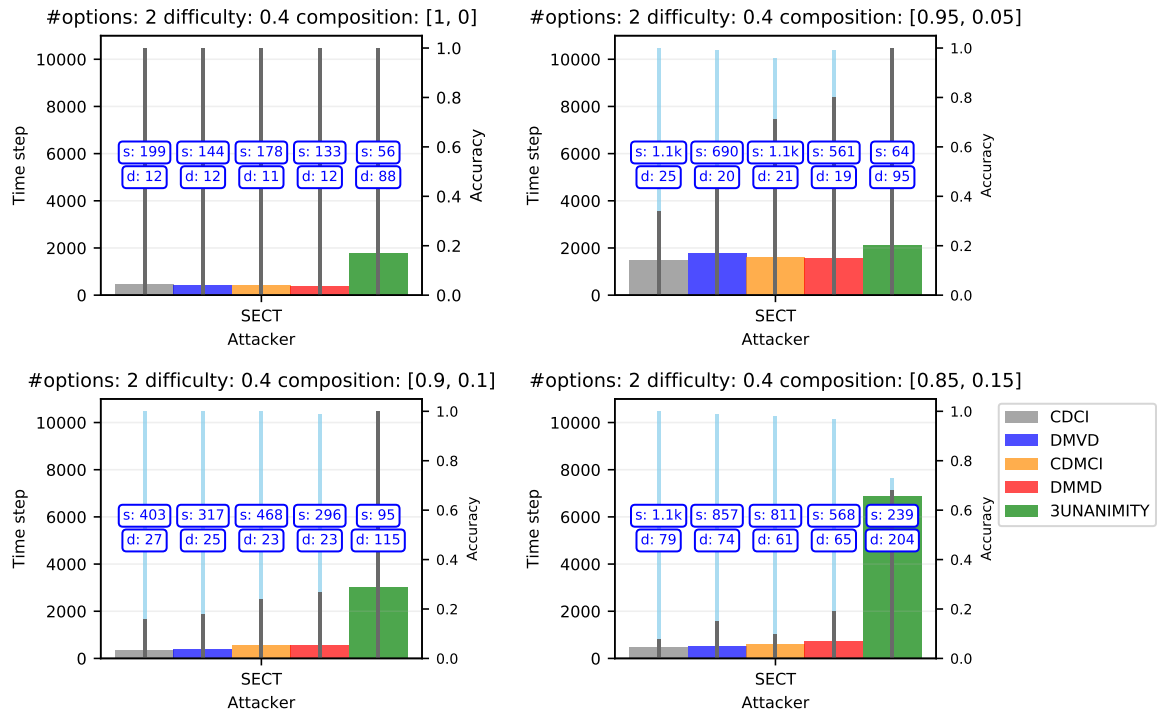 #options: 2 difficulty: 0.4 composition: [1, 0]
10000
8000
6000
4000
2000
0
Time step
1.0
0.8
0.6
0.4
0.2
0.0
Accuracy
s: 199
d: 12
s: 144
d: 12
s: 178
d: 11
s: 133
d: 12
s: 56
d: 88
SECT
Attacker
#options: 2 difficulty: 0.4 composition: [0.95, 0.05]
10000
8000
6000
4000
2000
0
Time step
1.0
0.8
0.6
0.4
0.2
0.0
Accuracy
s: 1.1k
d: 25
s: 690
d: 20
s: 1.1k
d: 21
s: 561
d: 19
s: 64
d: 95
SECT
Attacker
#options: 2 difficulty: 0.4 composition: [0.9, 0.1]
10000
8000
6000
4000
2000
0
Time step
1.0
0.8
0.6
0.4
0.2
0.0
Accuracy
s: 403
d: 27
s: 317
d: 25
s: 468
d: 23
s: 296
d: 23
s: 95
d: 115
SECT
Attacker
#options: 2 difficulty: 0.4 composition: [0.85, 0.15]
10000
8000
6000
4000
2000
0
Time step
1.0
0.8
0.6
0.4
0.2
0.0
Accuracy
s: 1.1k
d: 79
s: 857
d: 74
s: 811
d: 61
s: 568
d: 65
s: 239
d: 204
SECT
Attacker
CDCI
DMVD
CDMCI
DMMD
3UNANIMITY